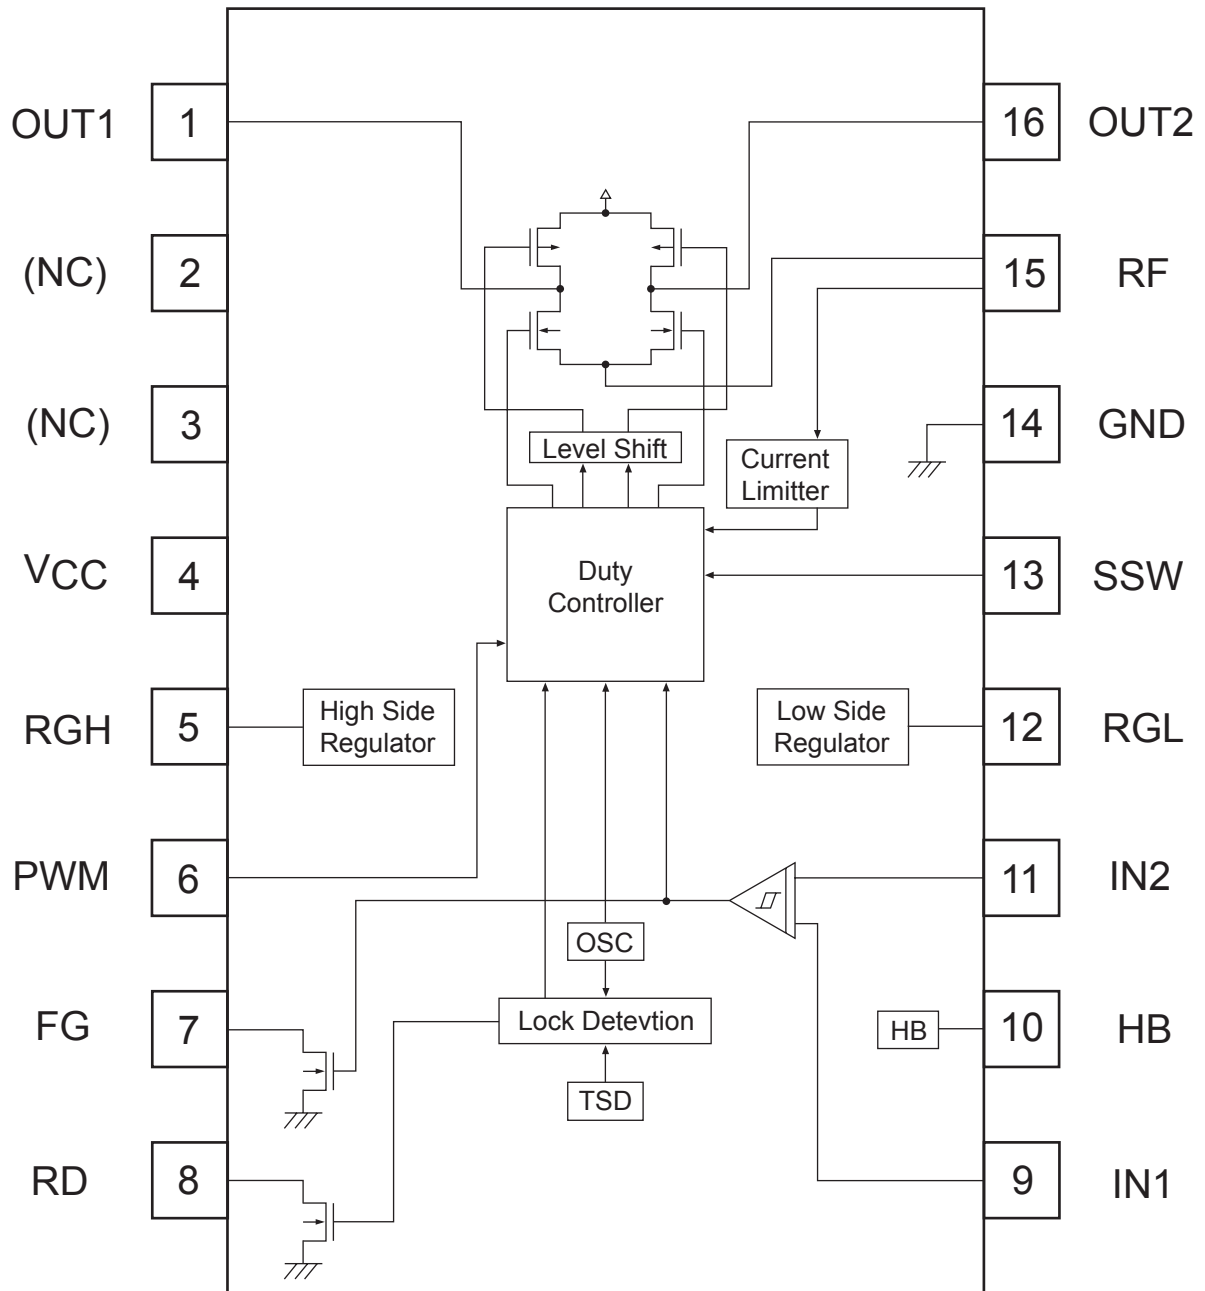 OUT1
1
16
OUT2
(NC)
2
15
RF
(NC)
3
Level Shift
Current
Limitter
14
GND
VCC
4
Duty
Controller
13
SSW
RGH
5
High Side
Regulator
Low Side
Regulator
12
RGL
PWM
6
11
IN2
OSC
FG
7
Lock Detevtion
HB
10
HB
TSD
RD
8
9
IN1